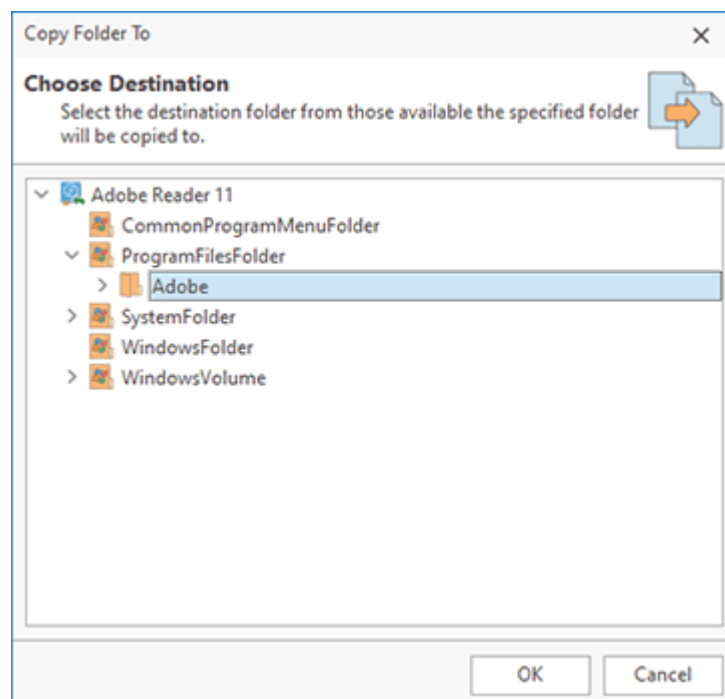 Copy Folder To
Choose Destination
Select the destination folder from those available the specified folder
will be copied to.
Adobe Reader 11
CommonProgramMenuFolder
ProgramFilesFolder
Adobe
SystemFolder
WindowsFolder
WindowsVolume
OK Cancel